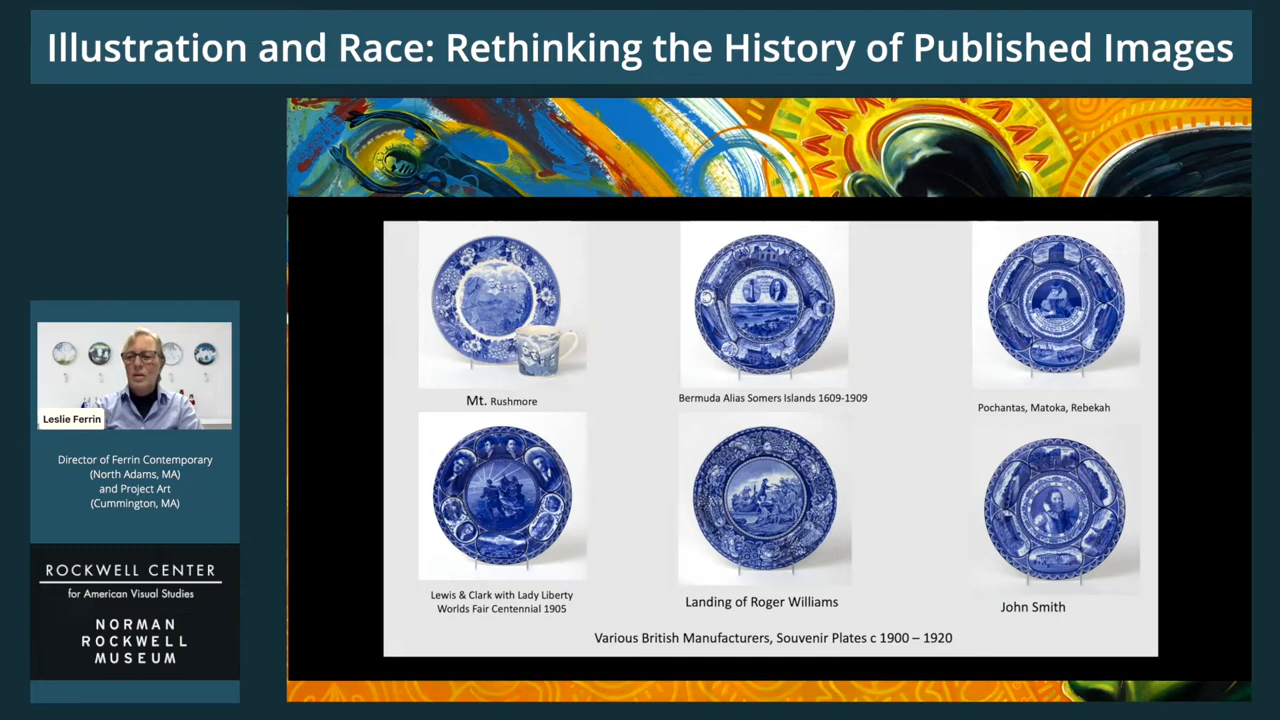 Illustration and Race: Rethinking the History of Published Images
Leslie Ferrin
Director of Ferrin Contemporary
(North Adams, MA)
and Project Art
(Cummington, MA)
ROCKWELL CENTER
for American Visual Studies
NORMAN
ROCKWELL
MUSEUM
Mt. Rushmore
Bermuda Alias Somers Islands 1609-1909
Pochantas, Matoka, Rebekah
Lewis & Clark with Lady Liberty
Worlds Fair Centennial 1905
Landing of Roger Williams
John Smith
Various British Manufacturers, Souvenir Plates c 1900 – 1920